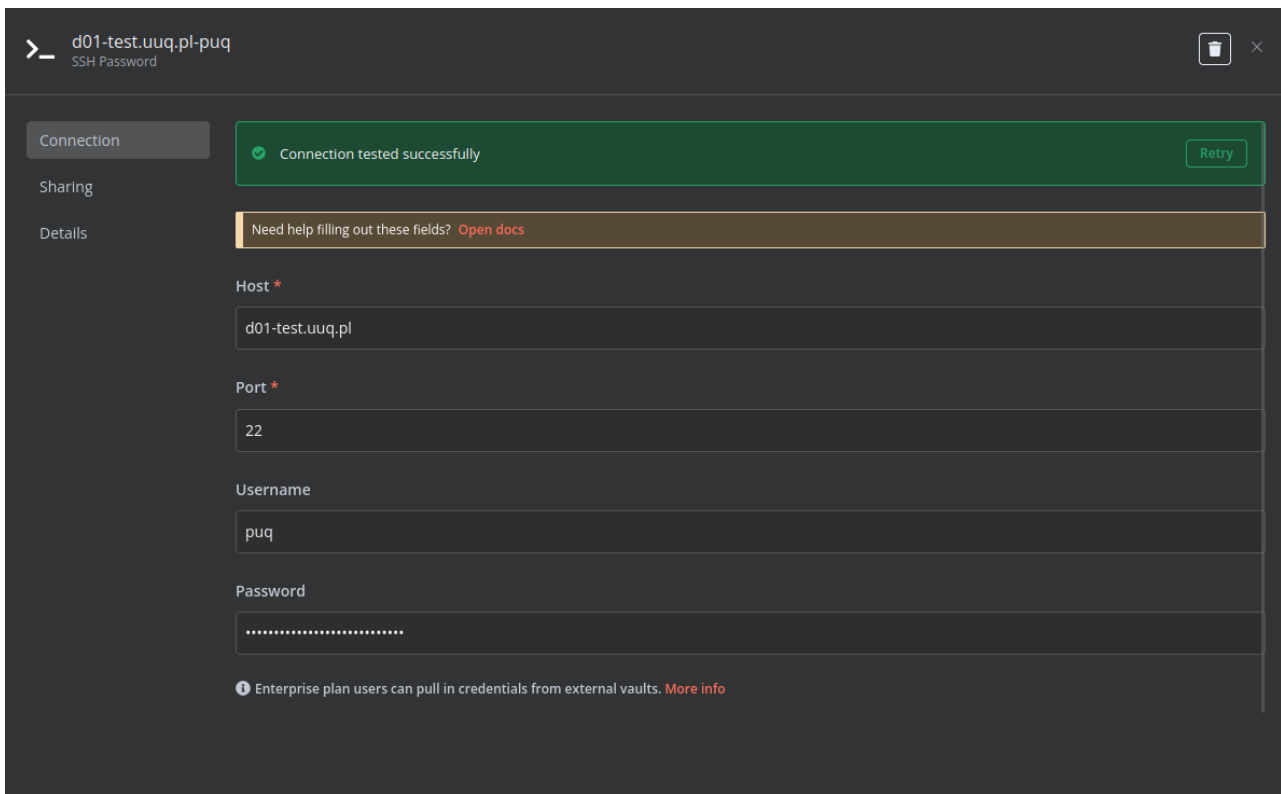 d01-test.uuq.pl-puq
SSH Password
Connection
Sharing
Details
Connection tested successfully
Retry
Need help filling out these fields? Open docs
Host *
d01-test.uuq.pl
Port *
22
Username
puq
Password
••••••••••••••••••••••••••••
Enterprise plan users can pull in credentials from external vaults. More info